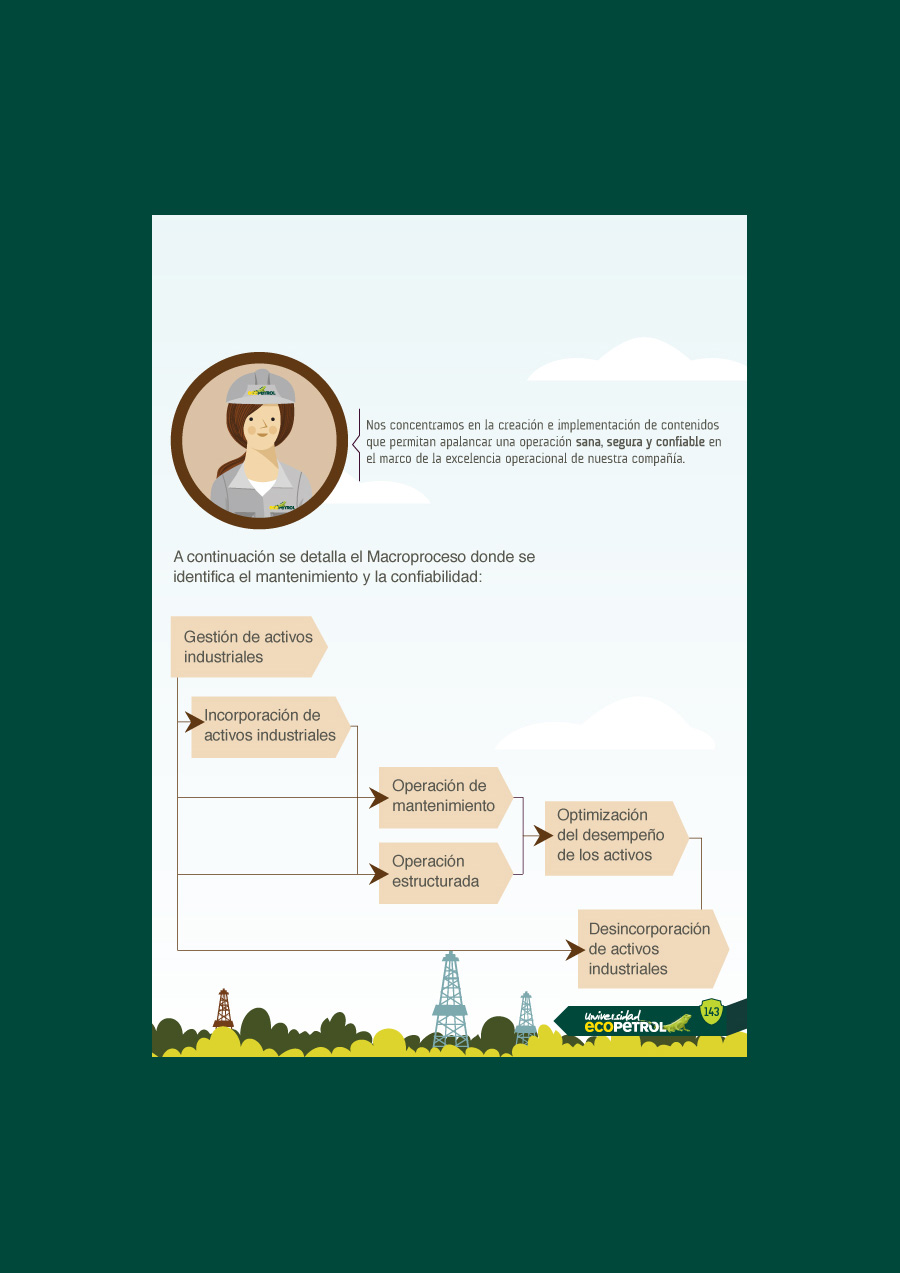 ECOPETROL
ECOPETROL
Nos concentramos en la creación e implementación de contenidos
que permitan apalancar una operación sana, segura y confiable en
el marco de la excelencia operacional de nuestra compañía.
A continuación se detalla el Macroproceso donde se
identifica el mantenimiento y la confiabilidad:
Gestión de activos
industriales
Incorporación de
activos industriales
Operación de
mantenimiento
Operación
estructurada
Optimización
del desempeño
de los activos
Desincorporación
de activos
industriales
universidad
ECOPETROL
143